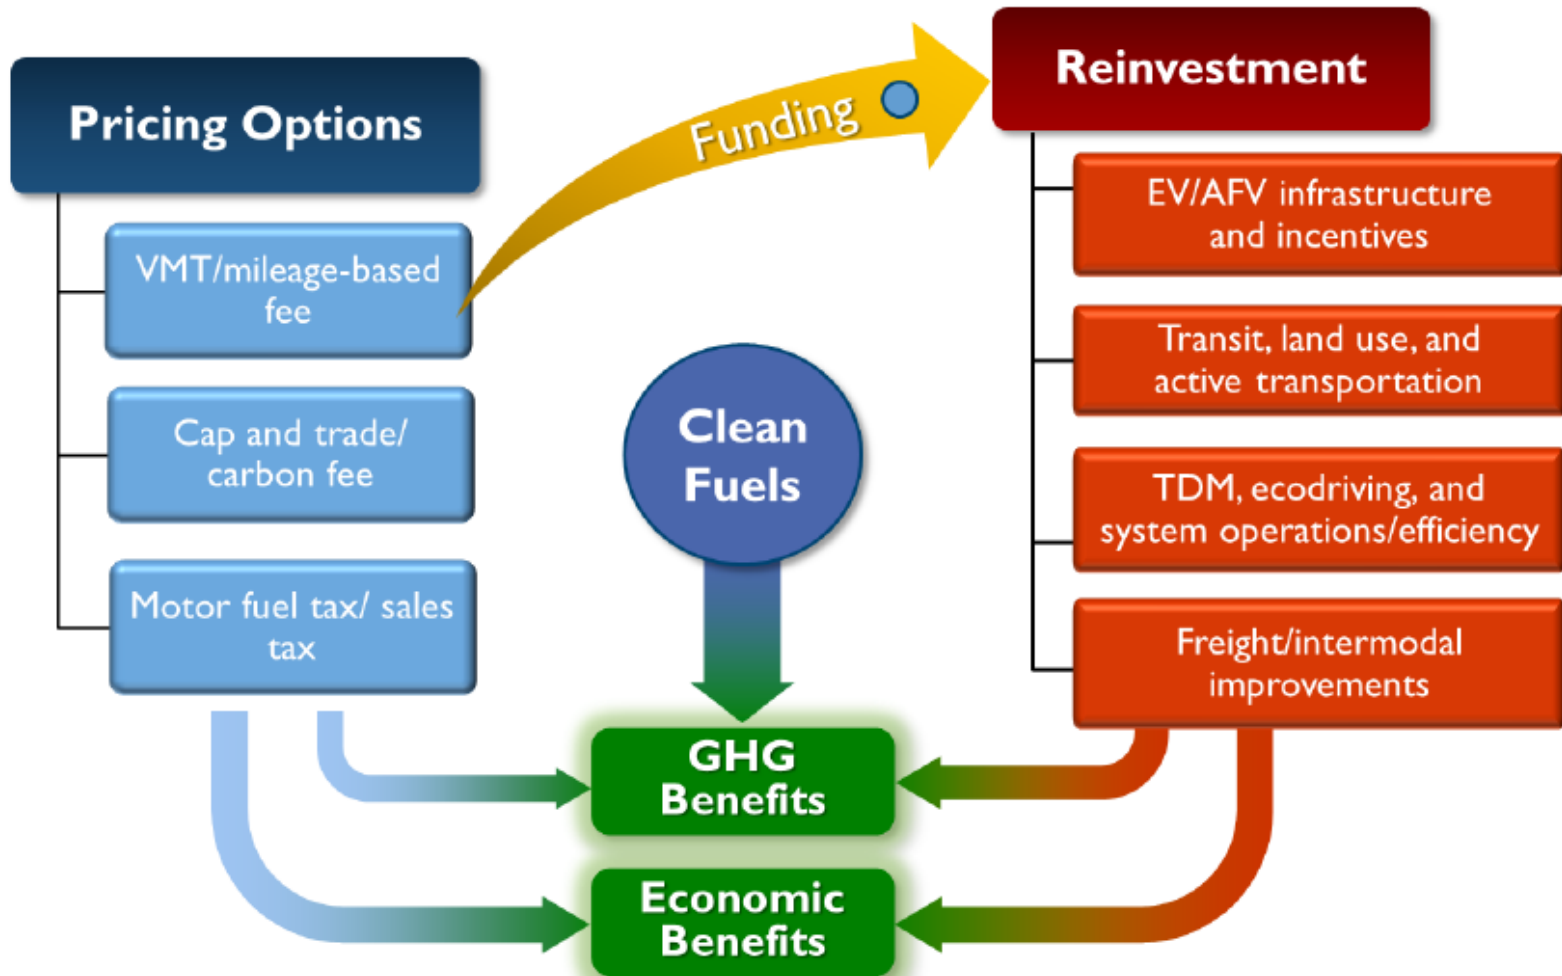 Pricing Options
VMT/mileage-based
fee
Cap and trade/
carbon fee
Motor fuel tax/ sales
tax
Funding
Clean
Fuels
Reinvestment
EV/AFV infrastructure
and incentives
Transit, land use, and
active transportation
TDM, ecodriving, and
system operations/efficiency
Freight/intermodal
improvements
GHG
Benefits
Economic
Benefits